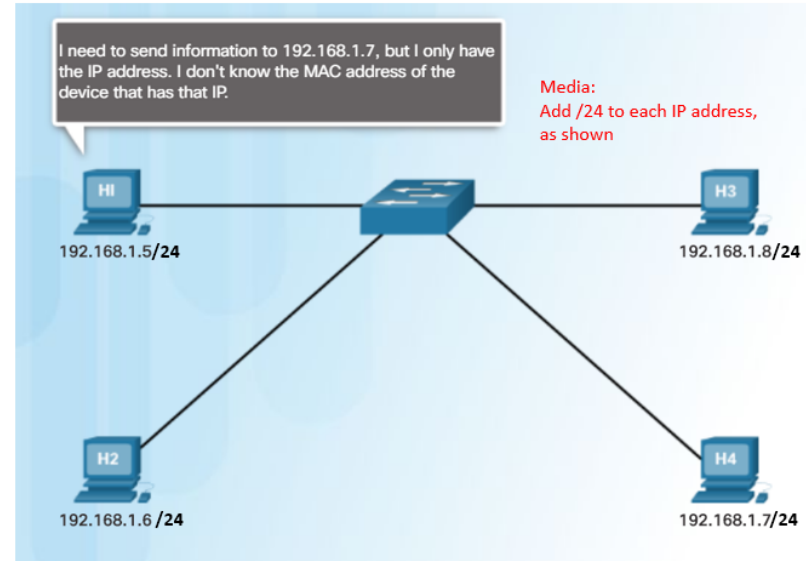 I need to send information to 192.168.1.7, but I only have
the IP address. I don't know the MAC address of the
device that has that IP.
Media:
Add /24 to each IP address,
as shown
H1
H3
192.168.1.5/24
192.168.1.8/24
H2
H4
192.168.1.6 /24
192.168.1.7/24